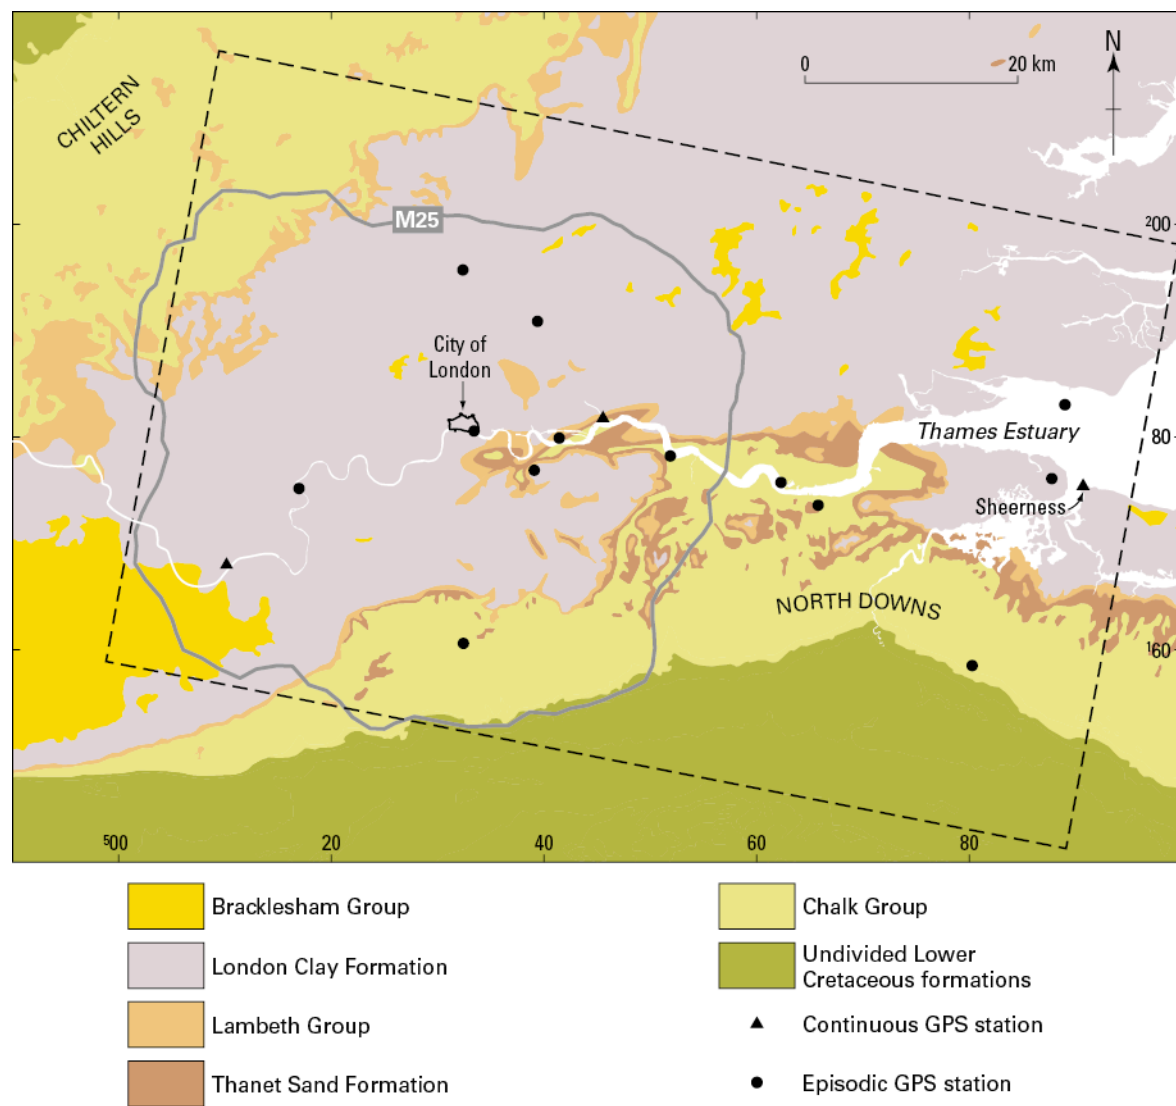 0
20 km
N
CHILTERN
HILLS
M25
200
City of
London
Thames Estuary
80
Sheerness
NORTH DOWNS
160
500
20
40
60
80
Bracklesham Group
London Clay Formation
Lambeth Group
Thanet Sand Formation
Chalk Group
Undivided Lower
Cretaceous formations
Continuous GPS station
Episodic GPS station